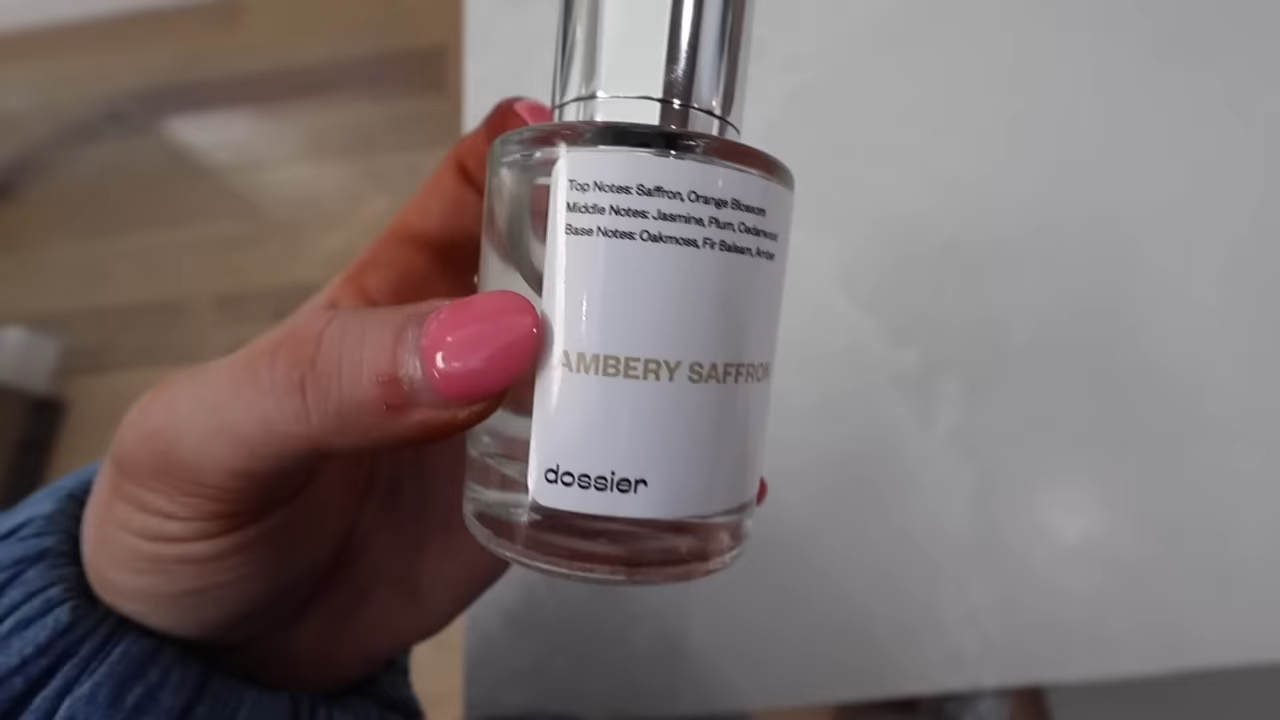 Top Notes: Saffron, Orange Blossom
Middle Notes: Jasmine, Plum, Cedarwood
Base Notes: Oakmoss, Fir Balsam, Amber
AMBERY SAFFRON
dossier